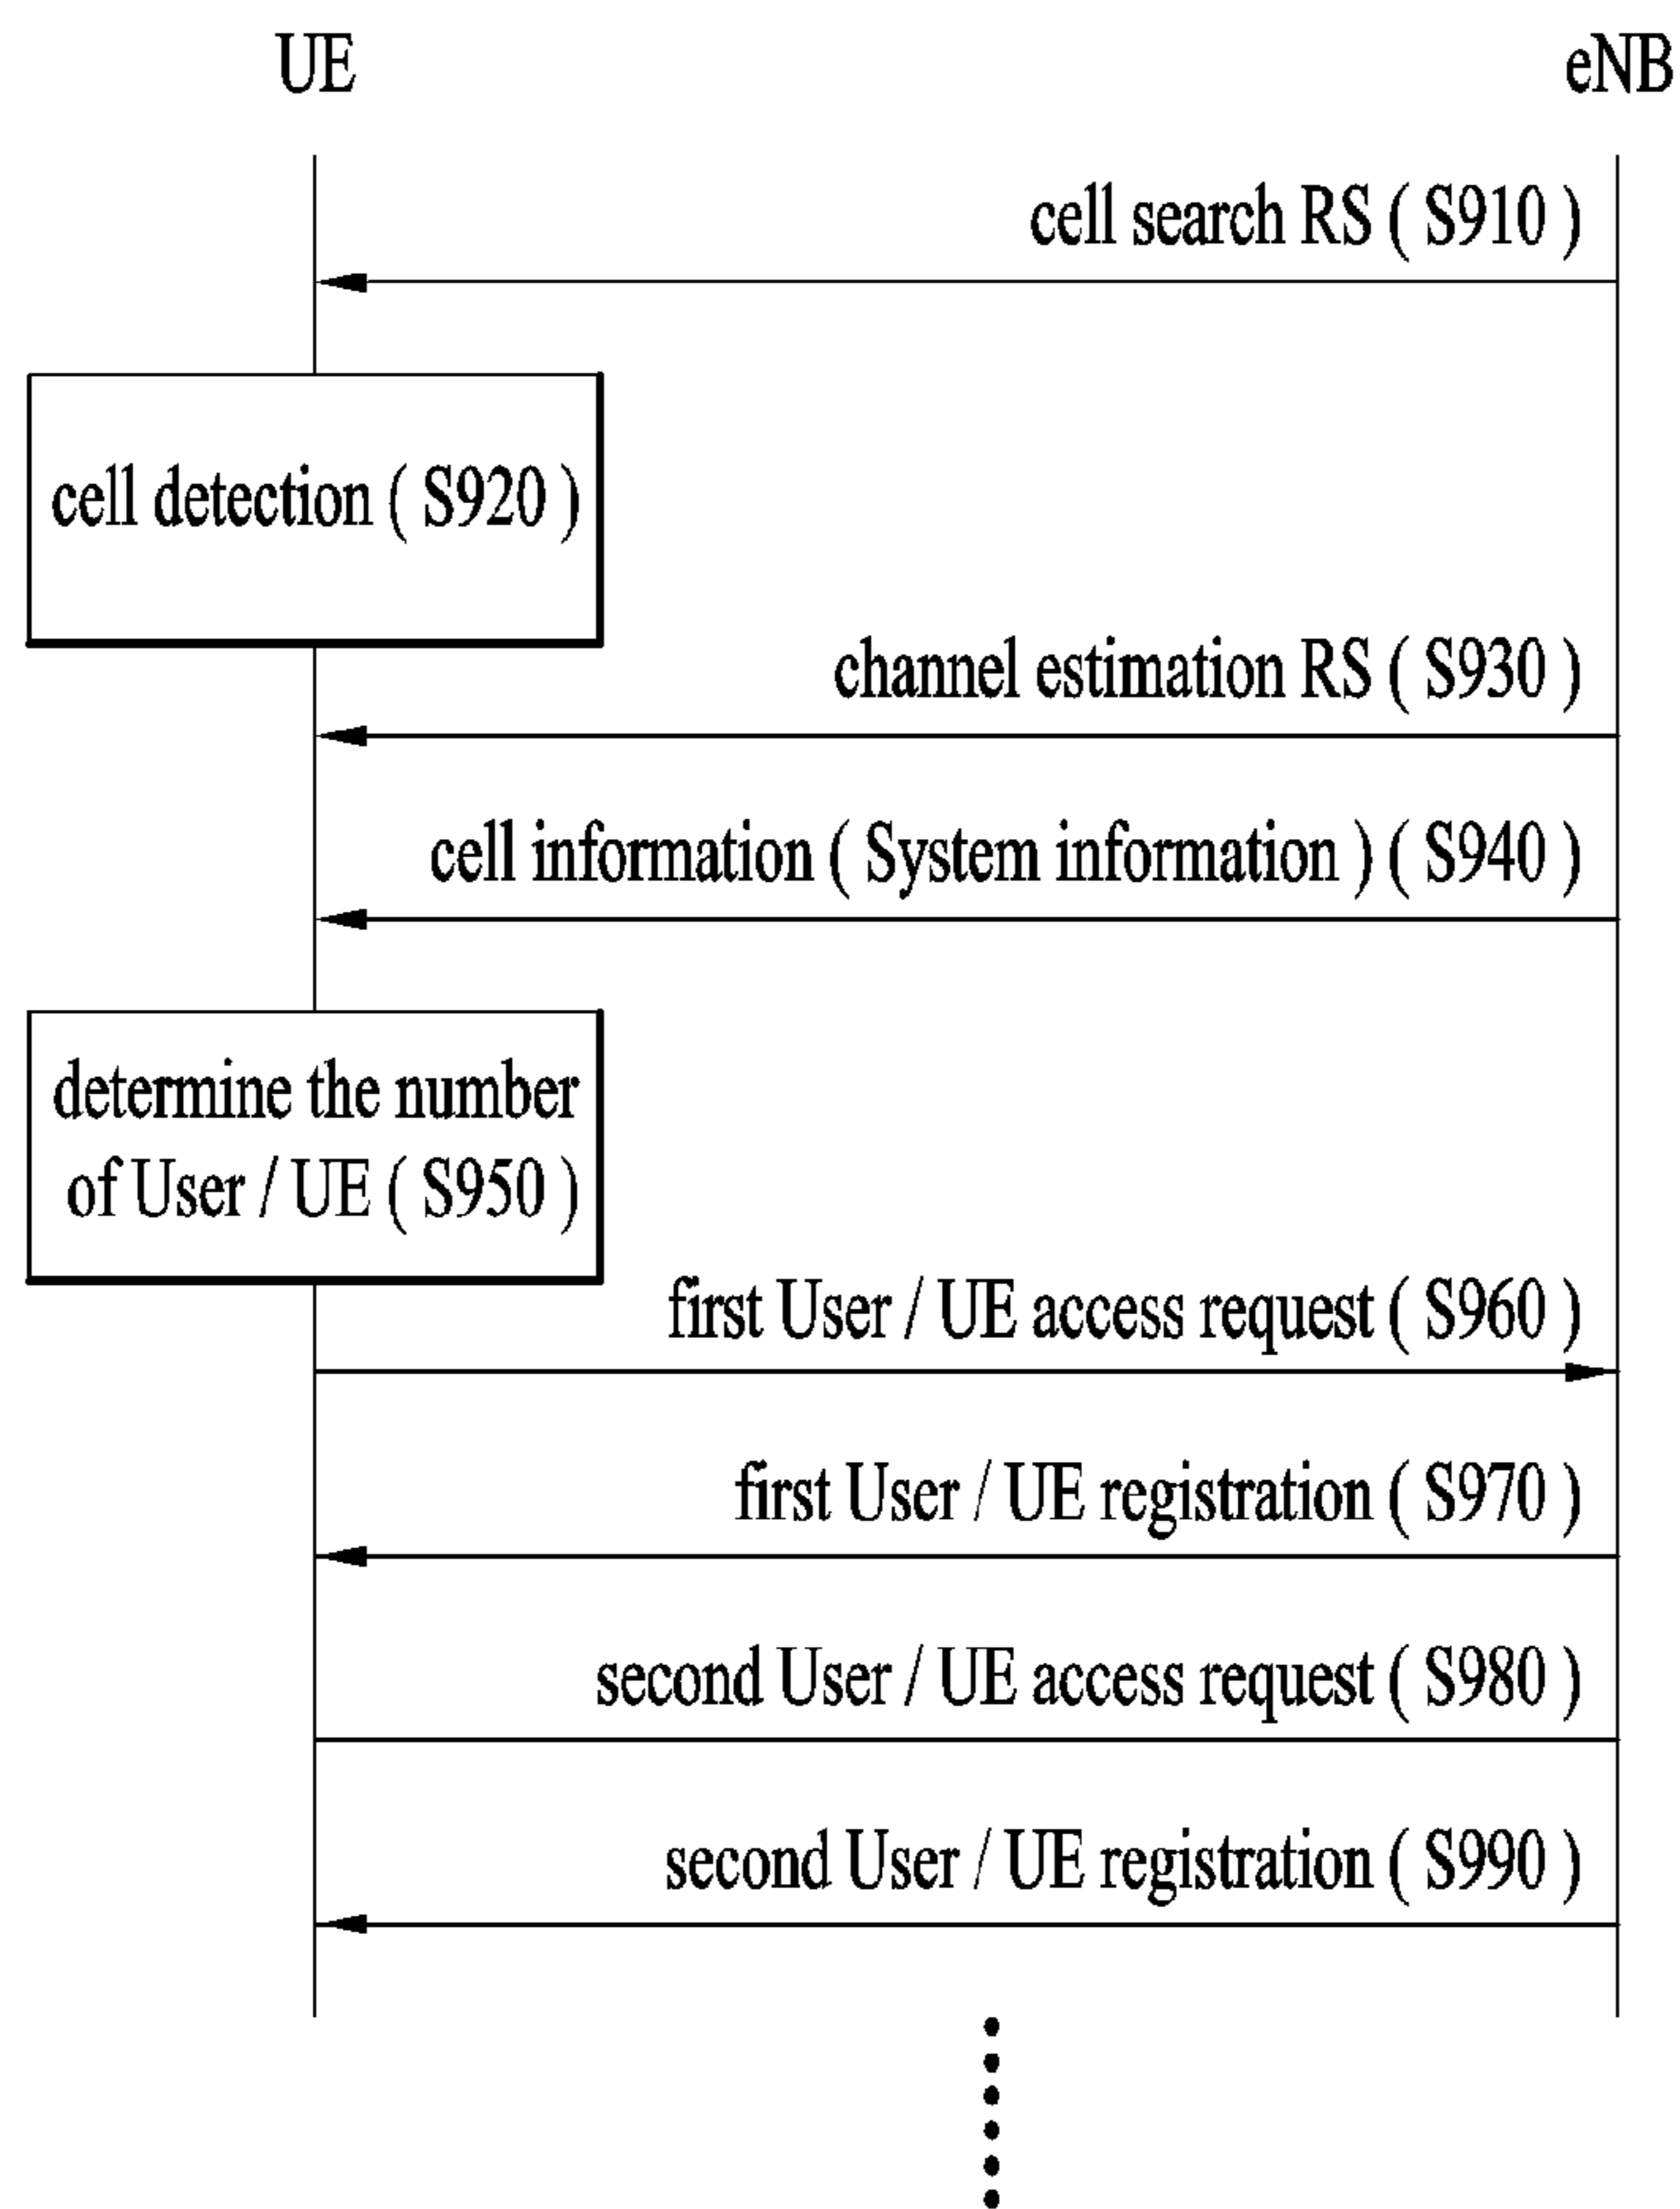 UE
eNB
cell search RS ( S910 )
cell detection ( S920 )
channel estimation RS ( S930 )
cell information ( System information ) ( S940 )
determine the number
of User / UE ( S950 )
first User / UE access request ( S960 )
first User / UE registration ( S970 )
second User / UE access request ( S980 )
second User / UE registration ( S990 )